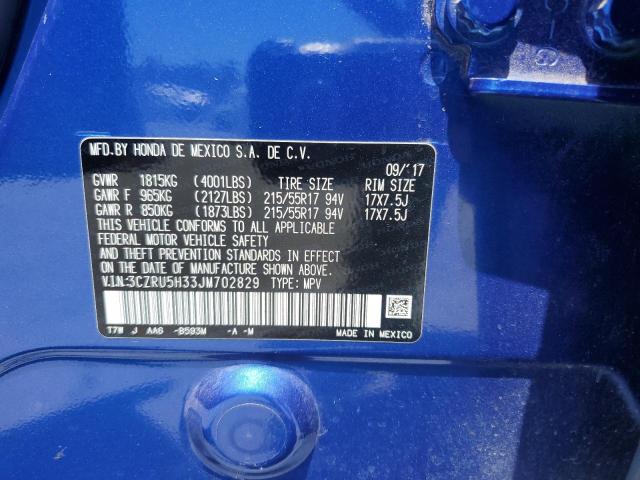 MFD.BY HONDA DE MEXICO S.A. DE C.V.
09/'17
GVWR 1815KG (4001LBS) TIRE SIZE RIM SIZE
GAWR F 965KG (2127LBS) 215/55R17 94V 17X7.5J
GAWR R 850KG (1873LBS) 215/55R17 94V 17X7.5J
THIS VEHICLE CONFORMS TO ALL APPLICABLE
FEDERAL MOTOR VEHICLE SAFETY
AND THEFT PREVENTION STANDARDS IN EFFECT
ON THE DATE OF MANUFACTURE SHOWN ABOVE.
V.I.N:3CZRU5H33JM702829 TYPE: MPV
T7W J AA6 -B593M -A -M
MADE IN MEXICO